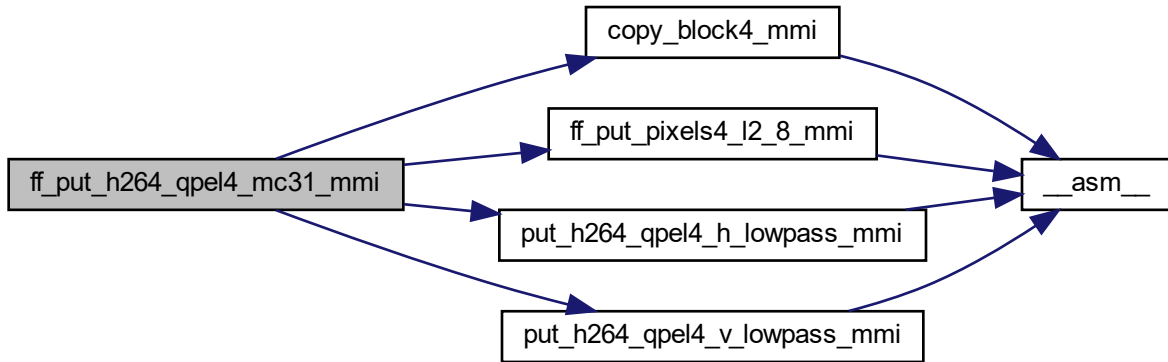 copy_block4_mmi
ff_put_pixels4_l2_8_mmi
ff_put_h264_qpel4_mc31_mmi
__asm__
put_h264_qpel4_h_lowpass_mmi
put_h264_qpel4_v_lowpass_mmi